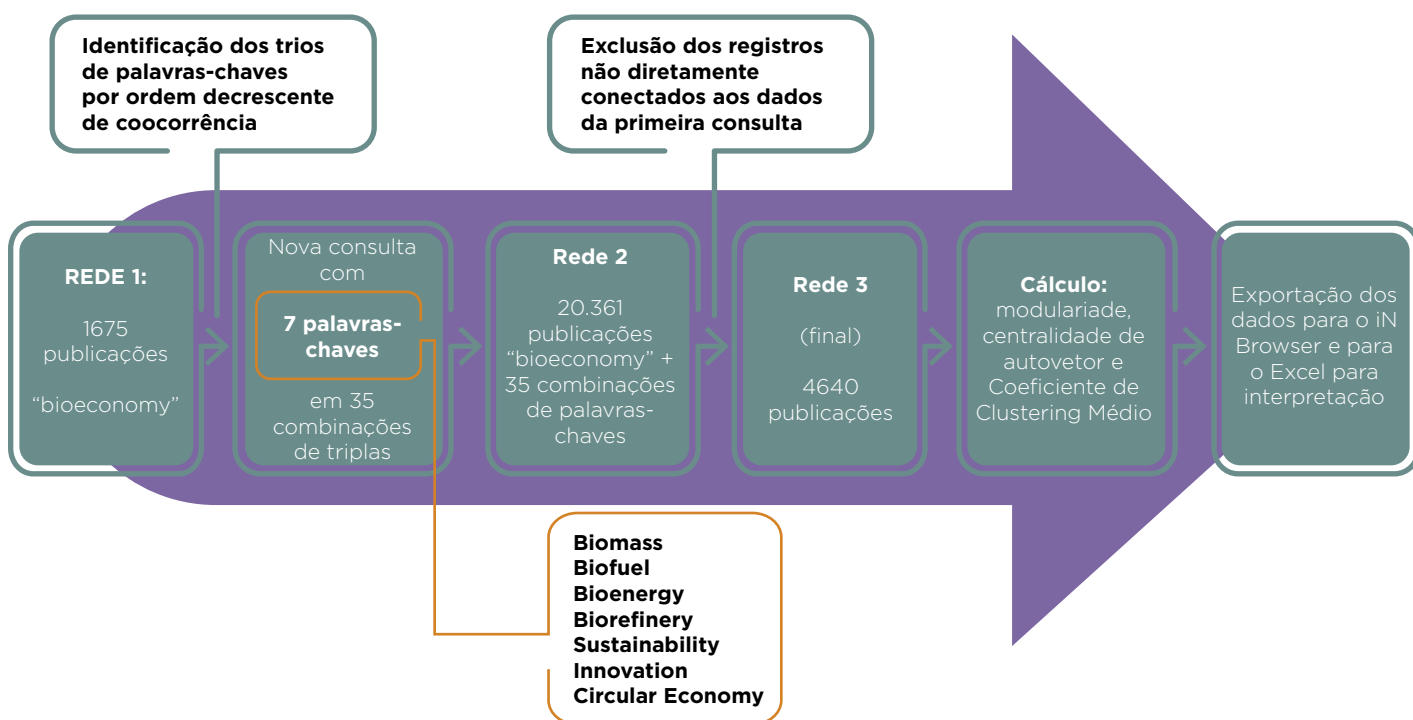 Identificação dos trios
de palavras-chaves
por ordem decrescente
de coocorrência
Exclusão dos registros
não diretamente
conectados aos dados
da primeira consulta
REDE 1:
1675
publicações
“bioeconomy”
Nova consulta
com
7 palavras-
chaves
em 35
combinações
de triplas
Rede 2
20.361
publicações
“bioeconomy” +
35 combinações
de palavras-
chaves
Rede 3
(final)
4640
publicações
Cálculo:
modulariade,
centralidade de
autovetor e
Coeficiente de
Clustering Médio
Exportação dos
dados para o iN
Browser e para
o Excel para
interpretação
Biomass
Biofuel
Bioenergy
Biorefinery
Sustainability
Innovation
Circular Economy